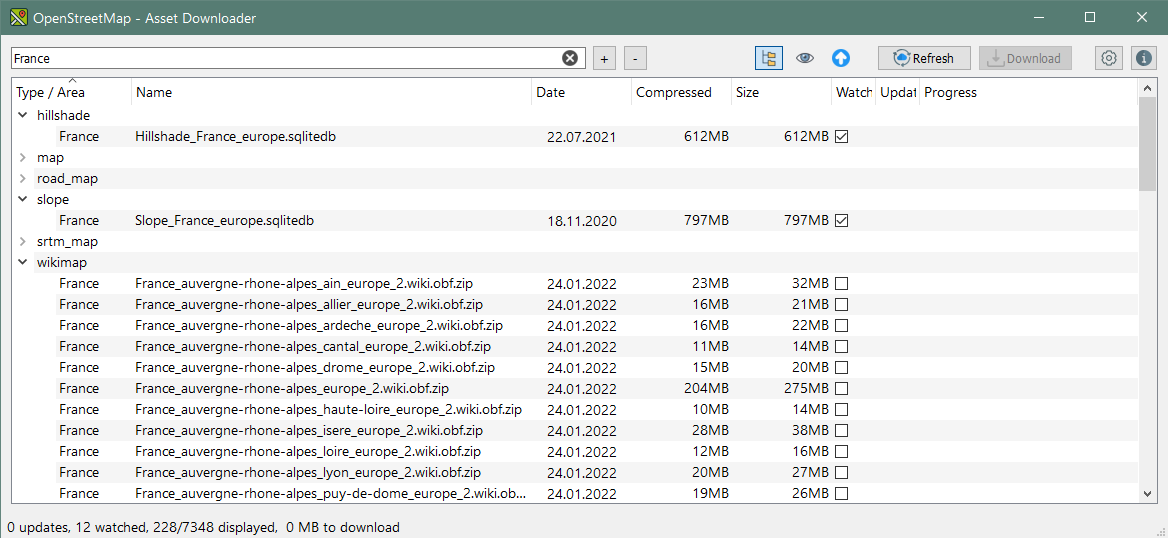 OpenStreetMap - Asset Downloader
France + - Refresh Download
Type / Area Name Date Compressed Size Watch Updat Progress
hillshade
France Hillshade_France_europe.sqlitedb 22.07.2021 612MB 612MB
map
road_map
slope
France Slope_France_europe.sqlitedb 18.11.2020 797MB 797MB
srtm_map
wikimap
France France_auvergne-rhone-alpes_ain_europe_2.wiki.obf.zip 24.01.2022 23MB 32MB
France France_auvergne-rhone-alpes_allier_europe_2.wiki.obf.zip 24.01.2022 16MB 21MB
France France_auvergne-rhone-alpes_ardeche_europe_2.wiki.obf.zip 24.01.2022 16MB 22MB
France France_auvergne-rhone-alpes_cantal_europe_2.wiki.obf.zip 24.01.2022 11MB 14MB
France France_auvergne-rhone-alpes_drome_europe_2.wiki.obf.zip 24.01.2022 15MB 20MB
France France_auvergne-rhone-alpes_europe_2.wiki.obf.zip 24.01.2022 204MB 275MB
France France_auvergne-rhone-alpes_haute-loire_europe_2.wiki.obf.zip 24.01.2022 10MB 14MB
France France_auvergne-rhone-alpes_isere_europe_2.wiki.obf.zip 24.01.2022 28MB 38MB
France France_auvergne-rhone-alpes_loire_europe_2.wiki.obf.zip 24.01.2022 12MB 16MB
France France_auvergne-rhone-alpes_lyon_europe_2.wiki.obf.zip 24.01.2022 20MB 27MB
France France_auvergne-rhone-alpes_puy-de-dome_europe_2.wiki.ob... 24.01.2022 19MB 26MB
0 updates, 12 watched, 228/7348 displayed, 0 MB to download